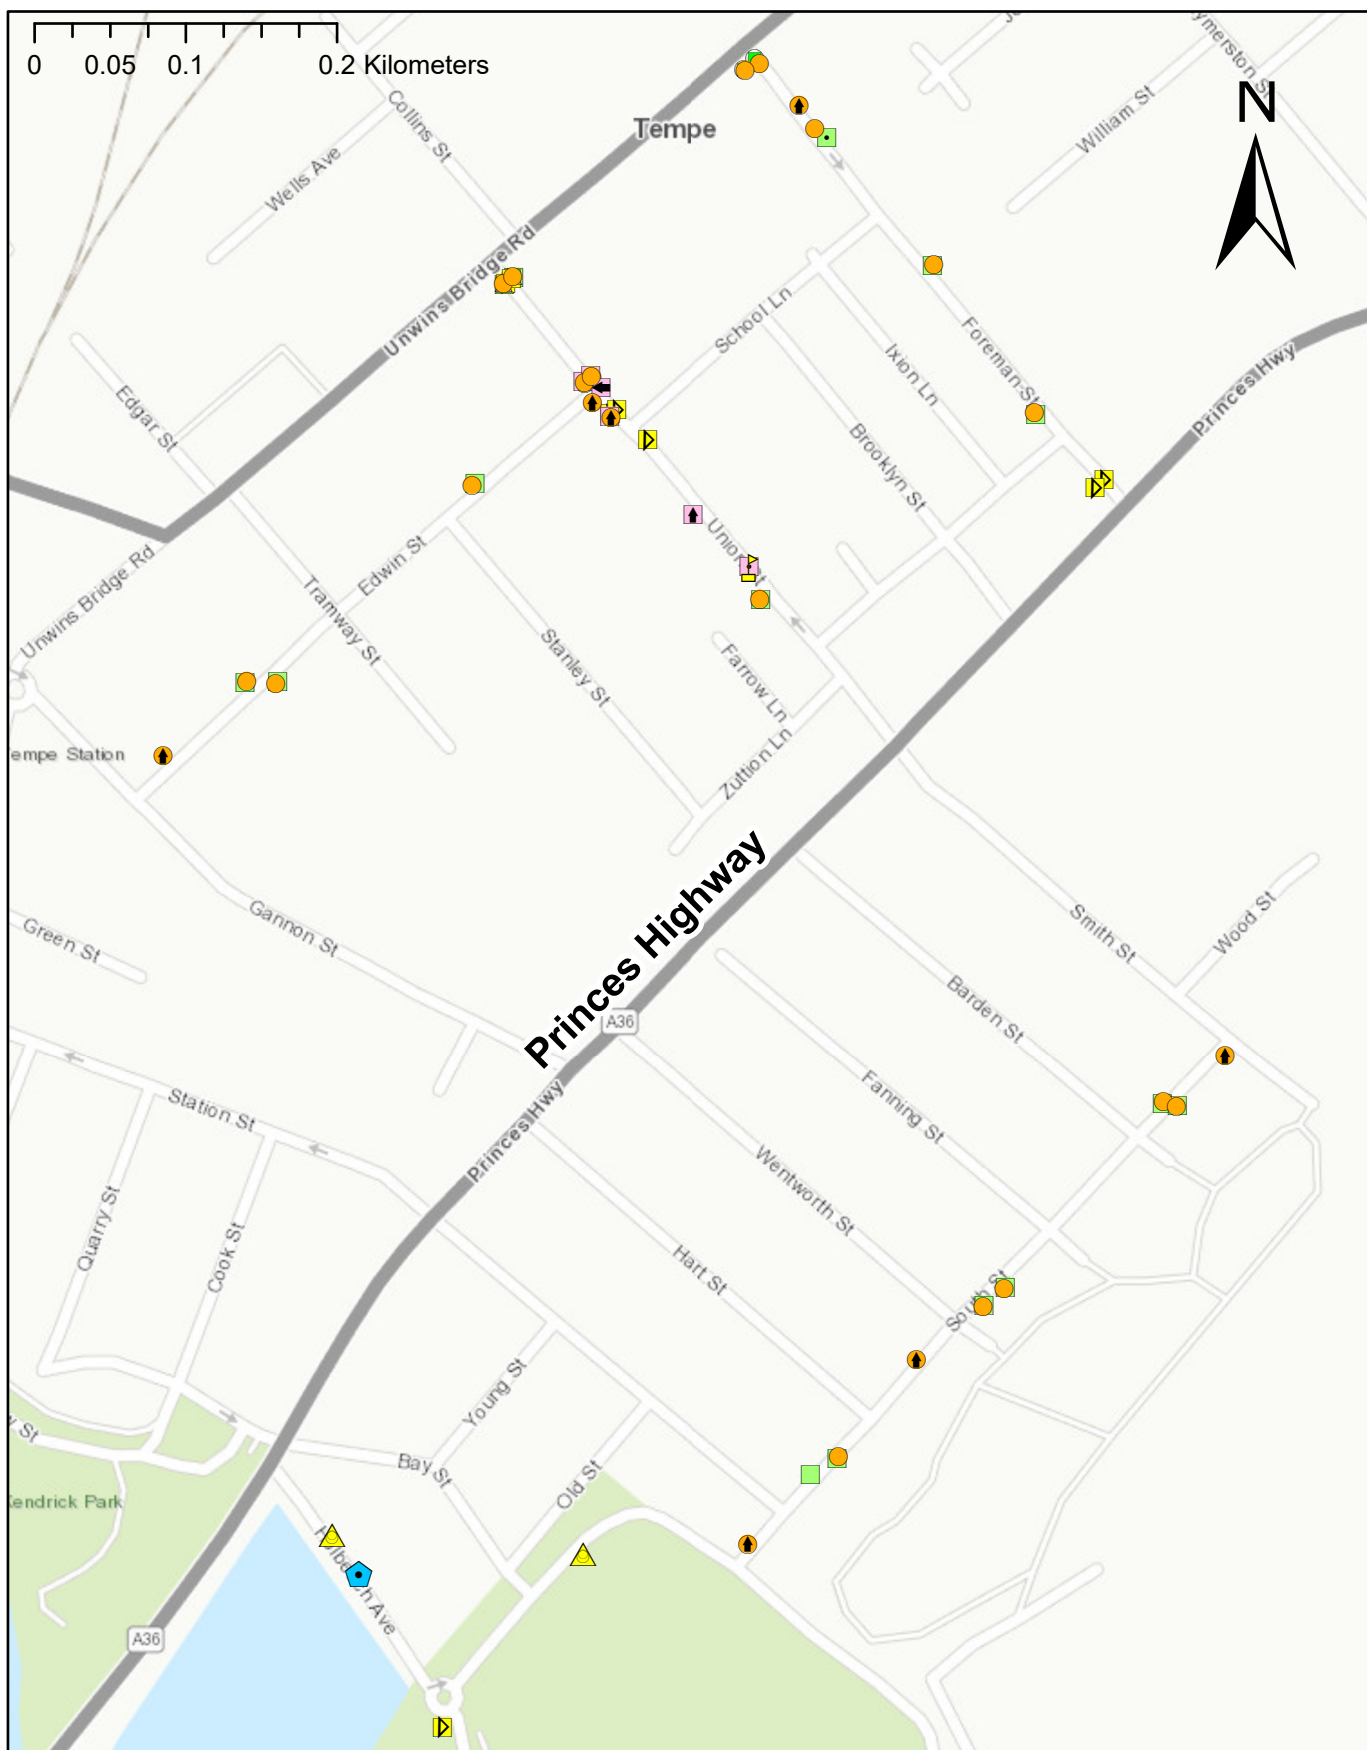 0 0.05 0.1 0.2 Kilometers
N
Tempe
Collins St
Wells Ave
William St
Unwins Bridge Rd
School Ln
Ixion Ln
Foreman St
Princes Hwy
Edgar St
Brooklyn St
Union St
Edwin St
Unwins Bridge Rd
Tramway St
Stanley St
Farrow Ln
Zuttion Ln
empe Station
Princes Highway
Green St
Gannon St
Smith St
Wood St
Barden St
A36
Fanning St
Station St
Princes Hwy
Wentworth St
Quarry St
Cook St
Hart St
South St
Young St
Bay St
Old St
St
Kendrick Park
Ave
A36